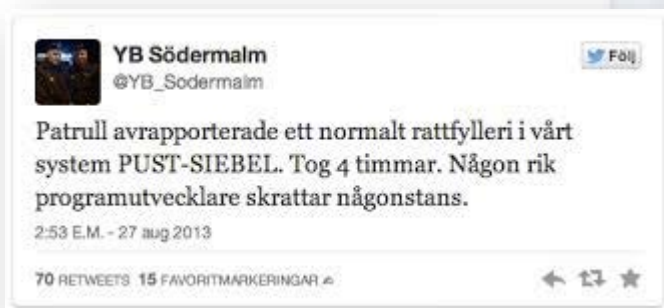 YB Södermalm
@YB_Sodermalm
Följ
Patrull avrapporterade ett normalt rattfylleri i vårt
system PUST-SIEBEL. Tog 4 timmar. Någon rik
programutvecklare skrattar någonstans.
2:53 E.M. - 27 aug 2013
70 RETWEETS 15 FAVORITMARKERINGAR